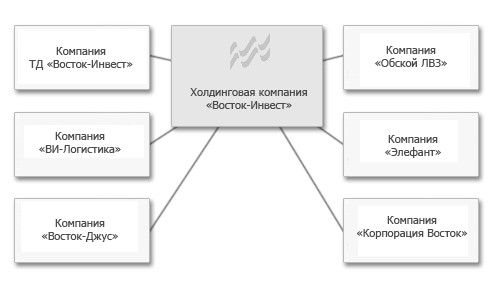 Компания
ТД «Восток-Инвест»
Холдинговая компания
«Восток-Инвест»
Компания
«Обской ЛВЗ»
Компания
«ВИ-Логистика»
Компания
«Элефант»
Компания
«Восток-Джус»
Компания
«Корпорация Восток»